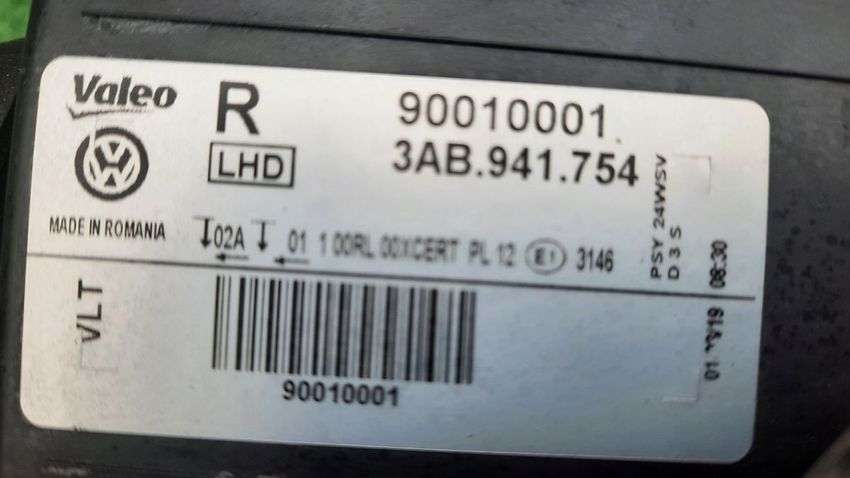 Valeo
R
LHD
90010001
3AB.941.754
MADE IN ROMANIA
02A
01 1 00RL 00XCERT PL 12 E1 3146
PSY 24WSV
D3S
08:30
VLT
90010001